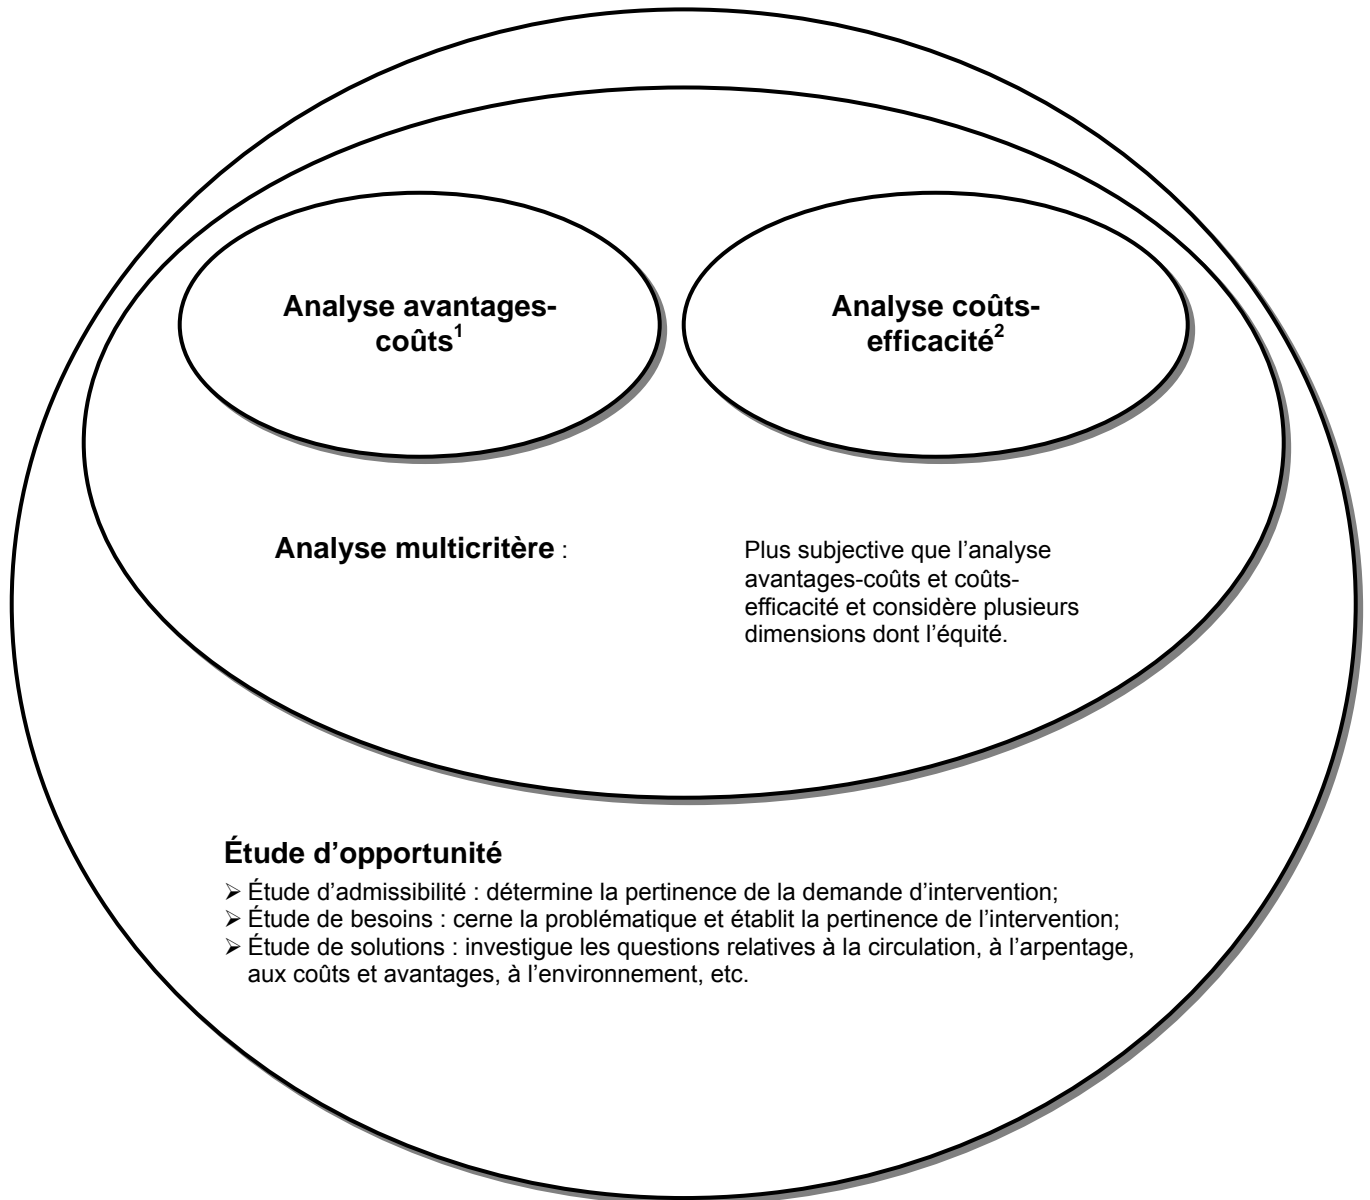 Analyse avantages-
coûts¹
Analyse coûts-
efficacité²
Analyse multicritère :
Plus subjective que l’analyse
avantages-coûts et coûts-
efficacité et considère plusieurs
dimensions dont l’équité.
Étude d’opportunité
➢ Étude d’admissibilité : détermine la pertinence de la demande d’intervention;
➢ Étude de besoins : cerne la problématique et établit la pertinence de l’intervention;
➢ Étude de solutions : investigue les questions relatives à la circulation, à l’arpentage,
aux coûts et avantages, à l’environnement, etc.